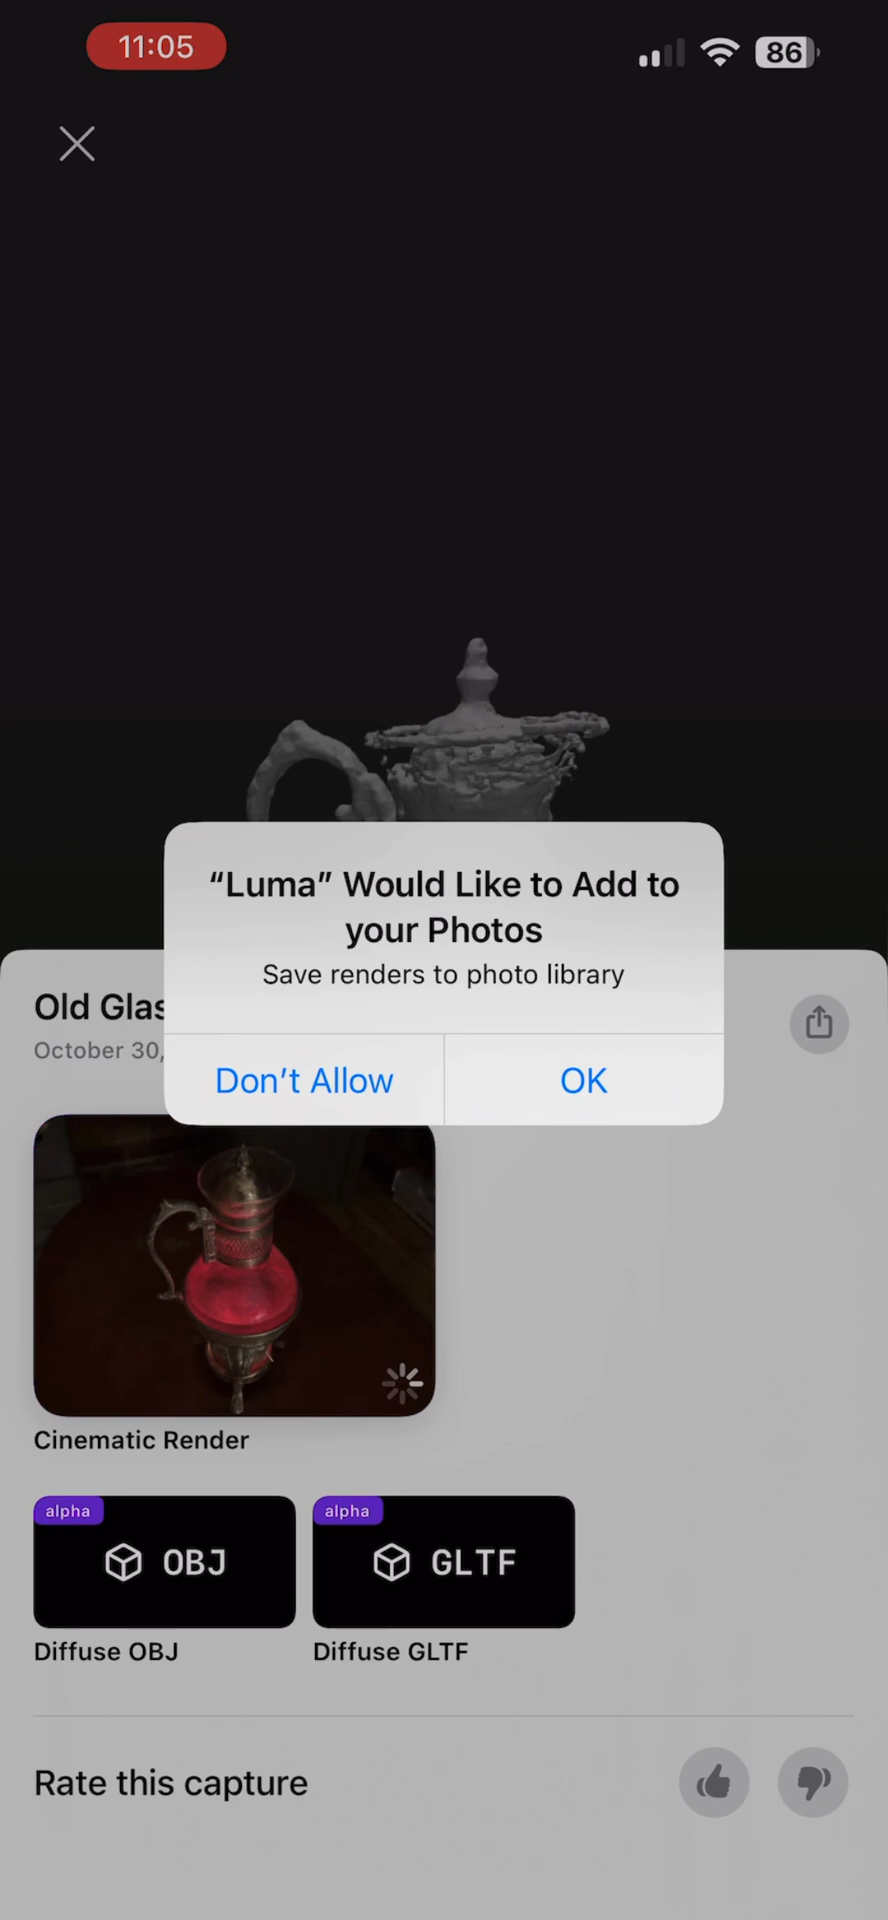 11:05
86
“Luma” Would Like to Add to
your Photos
Save renders to photo library
Don’t Allow
OK
Old Glas
October 30,
Cinematic Render
alpha
OBJ
alpha
GLTF
Diffuse OBJ
Diffuse GLTF
Rate this capture